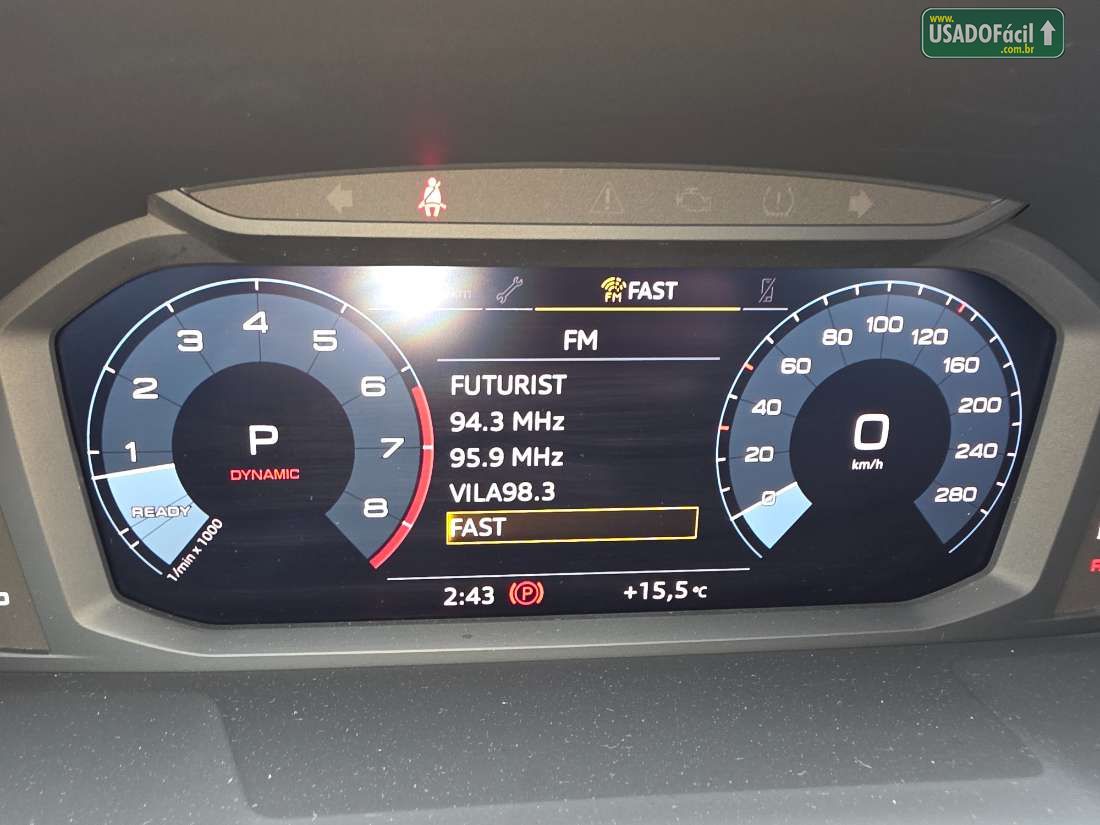 www.
USADOFácil
.com.br
FM FAST
FM
FUTURIST
94.3 MHz
95.9 MHz
VILA98.3
FAST
1
2
3
4
5
6
7
8
P
DYNAMIC
READY
1/min x 1000
0
20
40
60
80
100
120
160
200
240
280
0
km/h
2:43 P +15,5°C